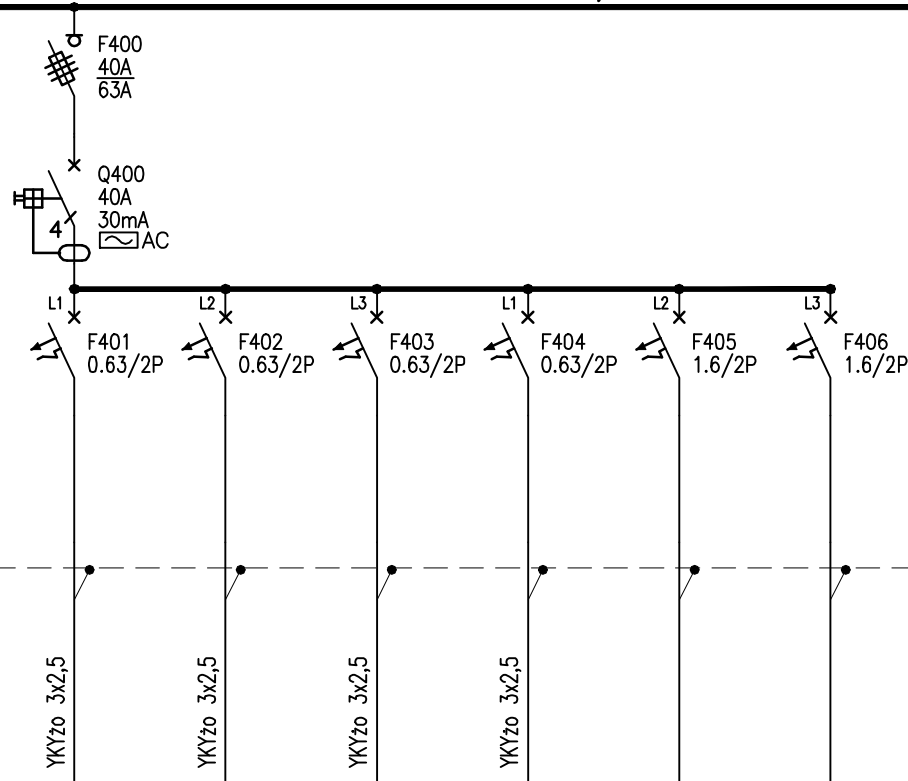 F400
40A
63A
Q400
40A
30mA
AC
4
L1
L2
L3
L1
L2
L3
F401
0.63/2P
F402
0.63/2P
F403
0.63/2P
F404
0.63/2P
F405
1.6/2P
F406
1.6/2P
YKYżo 3x2,5
YKYżo 3x2,5
YKYżo 3x2,5
YKYżo 3x2,5